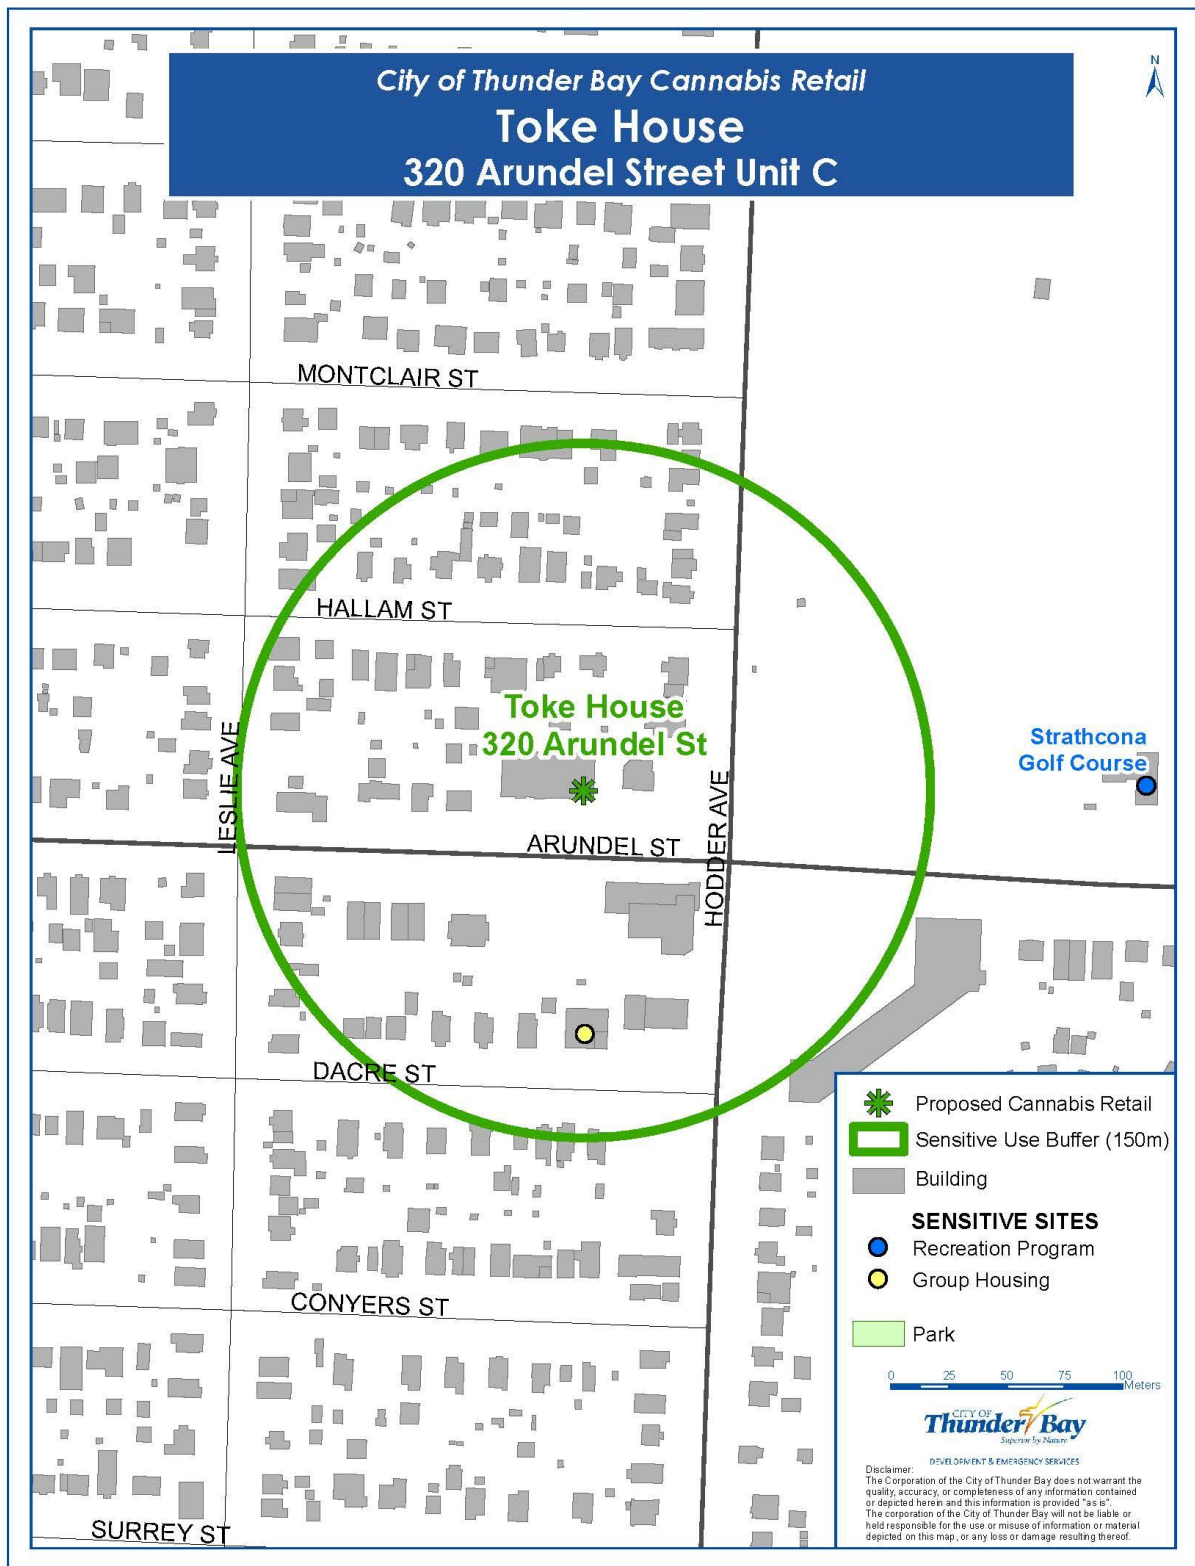 City of Thunder Bay Cannabis Retail
Toke House
320 Arundel Street Unit C
N
MONTCLAIR ST
HALLAM ST
Toke House
320 Arundel St
Strathcona
Golf Course
LESLIE AVE
HODDER AVE
ARUNDEL ST
DACRE ST
CONYERS ST
SURREY ST
Proposed Cannabis Retail
Sensitive Use Buffer (150m)
Building
SENSITIVE SITES
Recreation Program
Group Housing
Park
0 25 50 75 100
Meters
CITY OF
Thunder Bay
Superior by Nature
DEVELOPMENT & EMERGENCY SERVICES
Disclaimer:
The Corporation of the City of Thunder Bay does not warrant the
quality, accuracy, or completeness of any information contained
or depicted herein and this information is provided "as is".
The corporation of the City of Thunder Bay will not be liable or
held responsible for the use or misuse of information or material
depicted on this map, or any loss or damage resulting thereof.